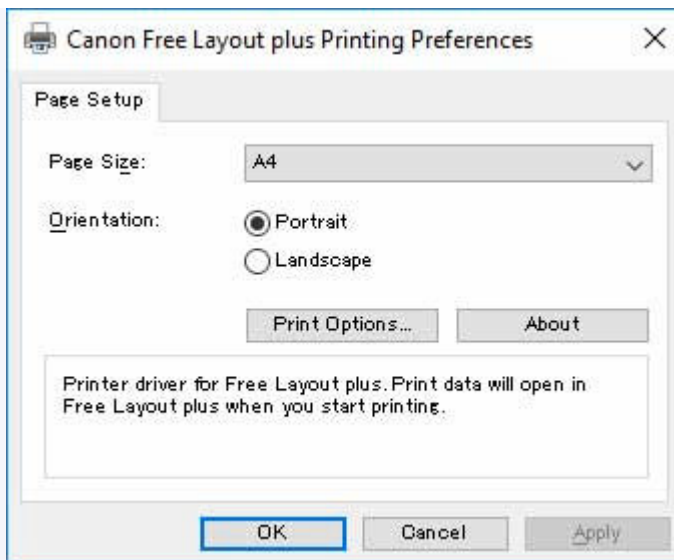 Canon Free Layout plus Printing Preferences
Page Setup
Page Size: A4
Orientation: Portrait
Landscape
Print Options... About
Printer driver for Free Layout plus. Print data will open in
Free Layout plus when you start printing.
OK Cancel Apply